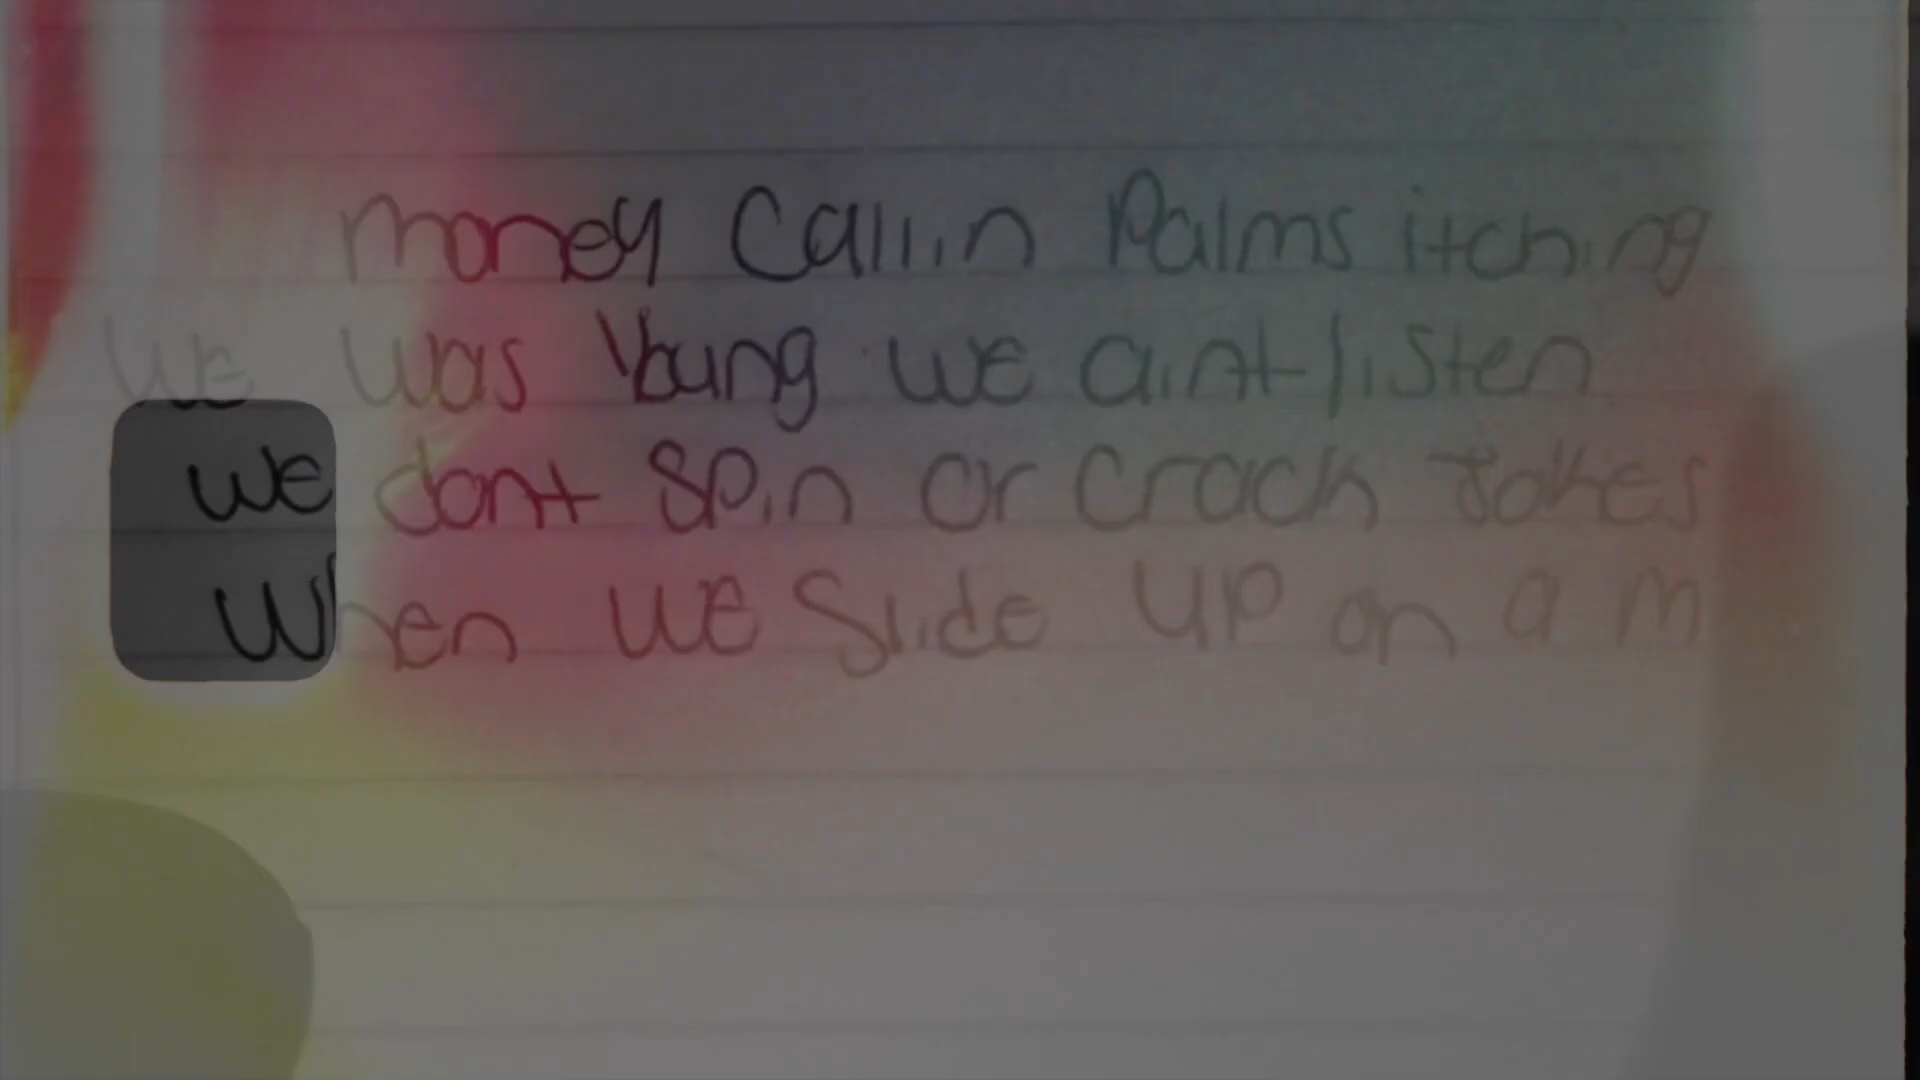 money Callin Palms itching
We was Young we aint listen
we dont Spin or Crack Jokes
When we Slide up on a m